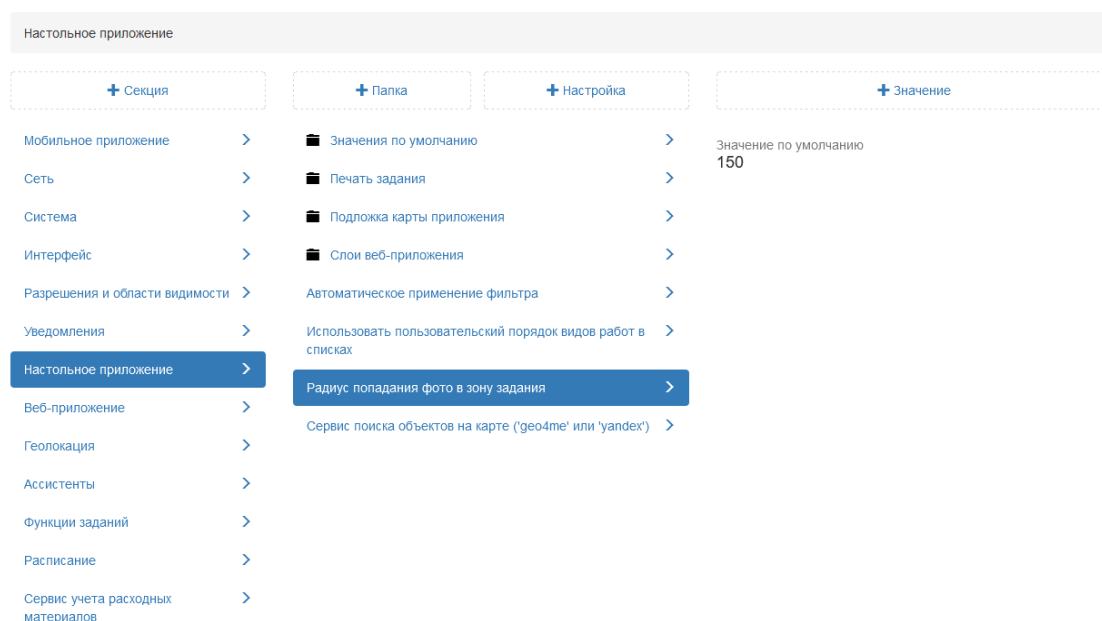 Настольное приложение
Секция
Папка
Настройка
Значение
Мобильное приложение
Сеть
Система
Интерфейс
Разрешения и области видимости
Уведомления
Настольное приложение
Веб-приложение
Геолокация
Ассистенты
Функции заданий
Расписание
Сервис учета расходных
материалов
Значения по умолчанию
Печать задания
Подложка карты приложения
Слои веб-приложения
Автоматическое применение фильтра
Использовать пользовательский порядок видов работ в
списках
Радиус попадания фото в зону задания
Сервис поиска объектов на карте ('geo4me' или 'yandex')
Значение по умолчанию
150